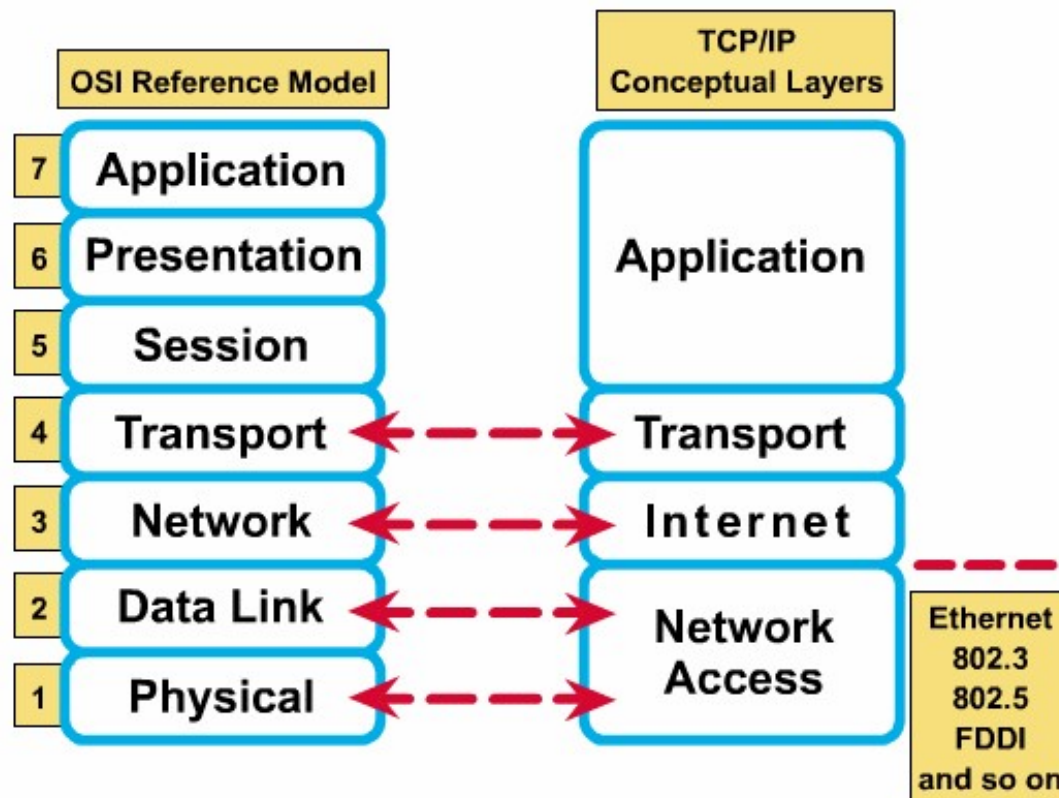 OSI Reference Model
7
Application
6
Presentation
5
Session
4
Transport
3
Network
2
Data Link
1
Physical
TCP/IP
Conceptual Layers
Application
Transport
Internet
Network
Access
Ethernet
802.3
802.5
FDDI
and so on